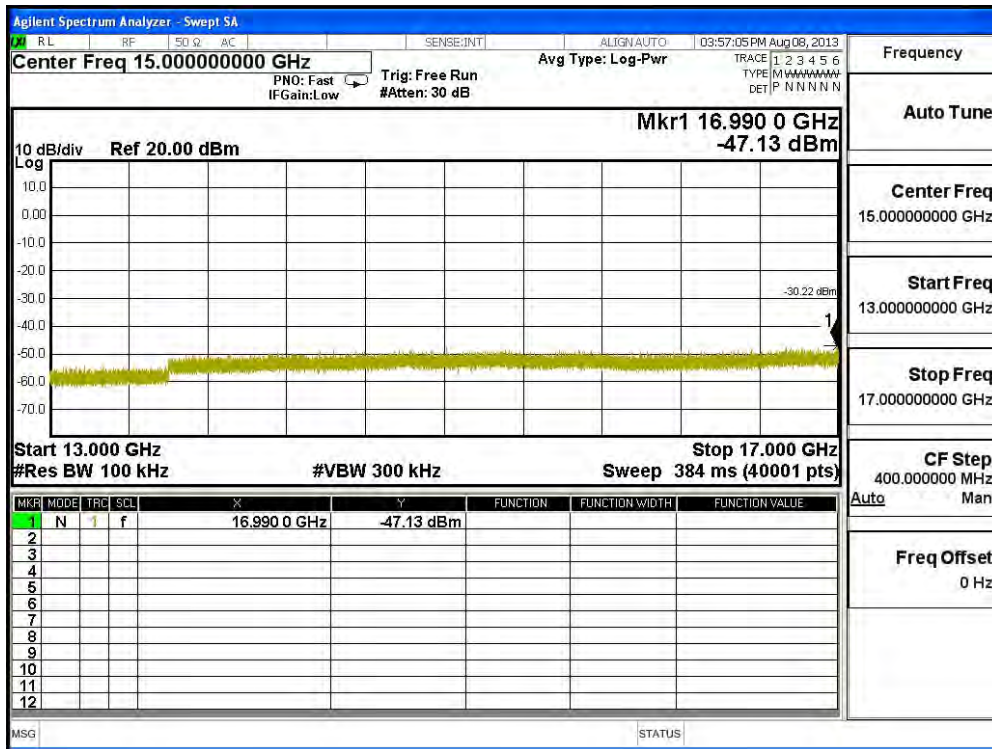 Agilent Spectrum Analyzer - Swept SA
RL RF 50 Ω AC SENSE:INT ALIGN AUTO 03:57:05 PM Aug 08, 2013
Center Freq 15.000000000 GHz Avg Type: Log-Pwr TRACE 1 2 3 4 5 6
PNO: Fast Trig: Free Run TYPE M WWWWW
IFGain:Low #Atten: 30 dB DET P N N N N N
Mkr1 16.990 0 GHz
10 dB/div Ref 20.00 dBm -47.13 dBm
Log
10.0
0.00
-10.0
-20.0
-30.0 -30.22 dBm
-40.0 1
-50.0
-60.0
-70.0
Start 13.000 GHz Stop 17.000 GHz
#Res BW 100 kHz #VBW 300 kHz Sweep 384 ms (40001 pts)
MKR MODE TRC SCL X Y FUNCTION FUNCTION WIDTH FUNCTION VALUE
1 N 1 f 16.990 0 GHz -47.13 dBm
2
3
4
5
6
7
8
9
10
11
12
MSG STATUS
Frequency
Auto Tune
Center Freq
15.000000000 GHz
Start Freq
13.000000000 GHz
Stop Freq
17.000000000 GHz
CF Step
400.000000 MHz
Auto Man
Freq Offset
0 Hz